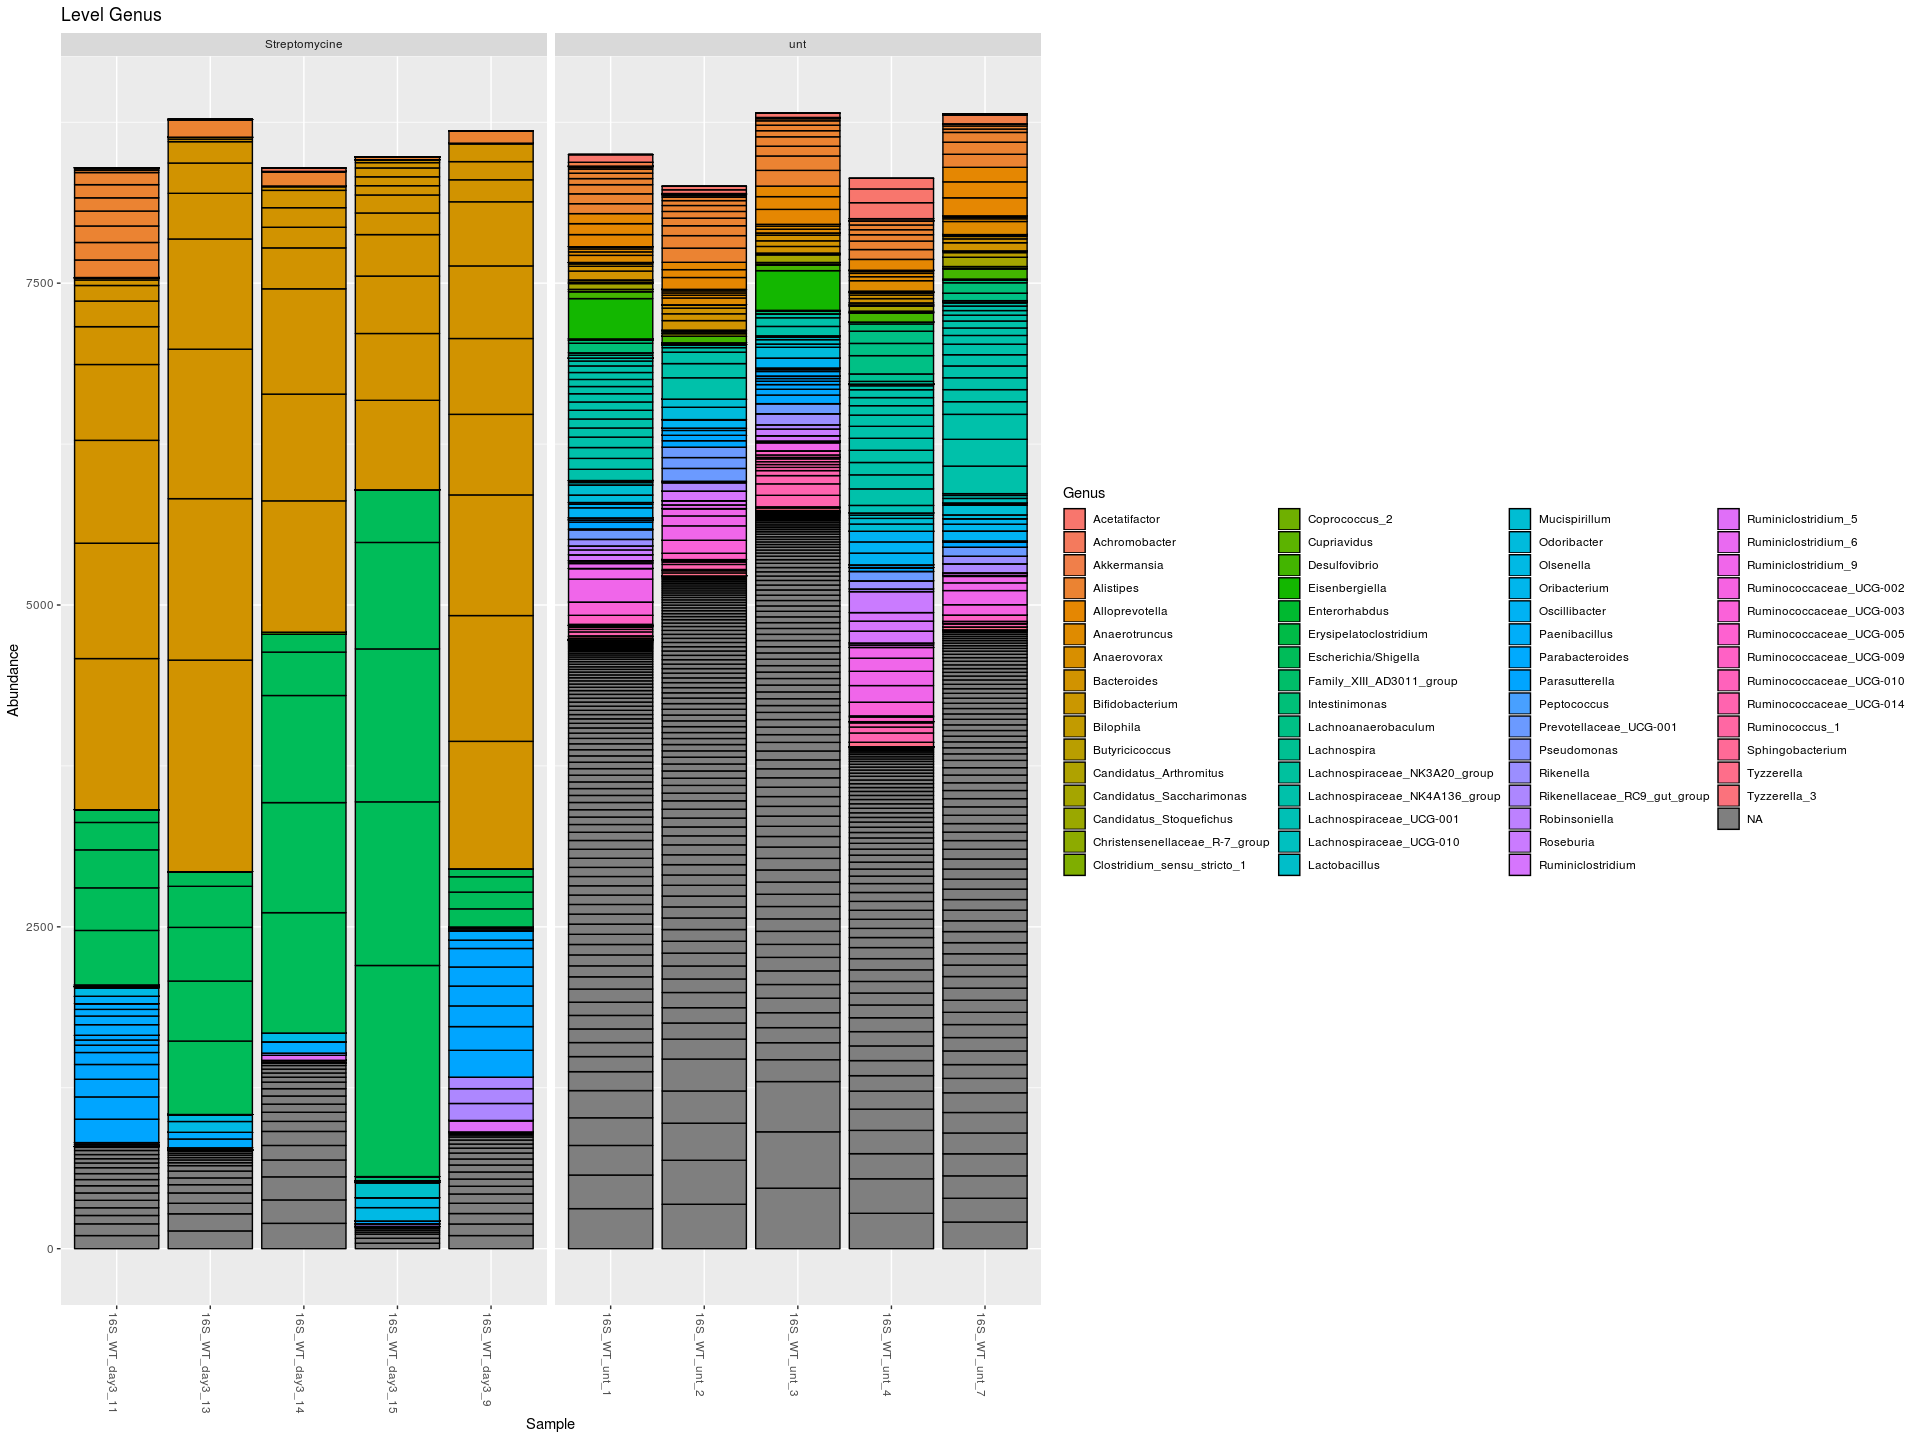 Level Genus
Streptomycine
unt
7500
5000
2500
0
Abundance
16S_WT_day3_11
16S_WT_day3_13
16S_WT_day3_14
16S_WT_day3_15
16S_WT_day3_9
16S_WT_unt_1
16S_WT_unt_2
16S_WT_unt_3
16S_WT_unt_4
16S_WT_unt_7
Sample
Genus
Acetatifactor
Achromobacter
Akkermansia
Alistipes
Alloprevotella
Anaerotruncus
Anaerovorax
Bacteroides
Bifidobacterium
Bilophila
Butyricicoccus
Candidatus_Arthromitus
Candidatus_Saccharimonas
Candidatus_Stoquefichus
Christensenellaceae_R-7_group
Clostridium_sensu_stricto_1
Coprococcus_2
Cupriavidus
Desulfovibrio
Eisenbergiella
Enterorhabdus
Erysipelatoclostridium
Escherichia/Shigella
Family_XIII_AD3011_group
Intestinimonas
Lachnoanaerobaculum
Lachnospira
Lachnospiraceae_NK3A20_group
Lachnospiraceae_NK4A136_group
Lachnospiraceae_UCG-001
Lachnospiraceae_UCG-010
Lactobacillus
Mucispirillum
Odoribacter
Olsenella
Oribacterium
Oscillibacter
Paenibacillus
Parabacteroides
Parasutterella
Peptococcus
Prevotellaceae_UCG-001
Pseudomonas
Rikenella
Rikenellaceae_RC9_gut_group
Robinsoniella
Roseburia
Ruminiclostridium
Ruminiclostridium_5
Ruminiclostridium_6
Ruminiclostridium_9
Ruminococcaceae_UCG-002
Ruminococcaceae_UCG-003
Ruminococcaceae_UCG-005
Ruminococcaceae_UCG-009
Ruminococcaceae_UCG-010
Ruminococcaceae_UCG-014
Ruminococcus_1
Sphingobacterium
Tyzzerella
Tyzzerella_3
NA